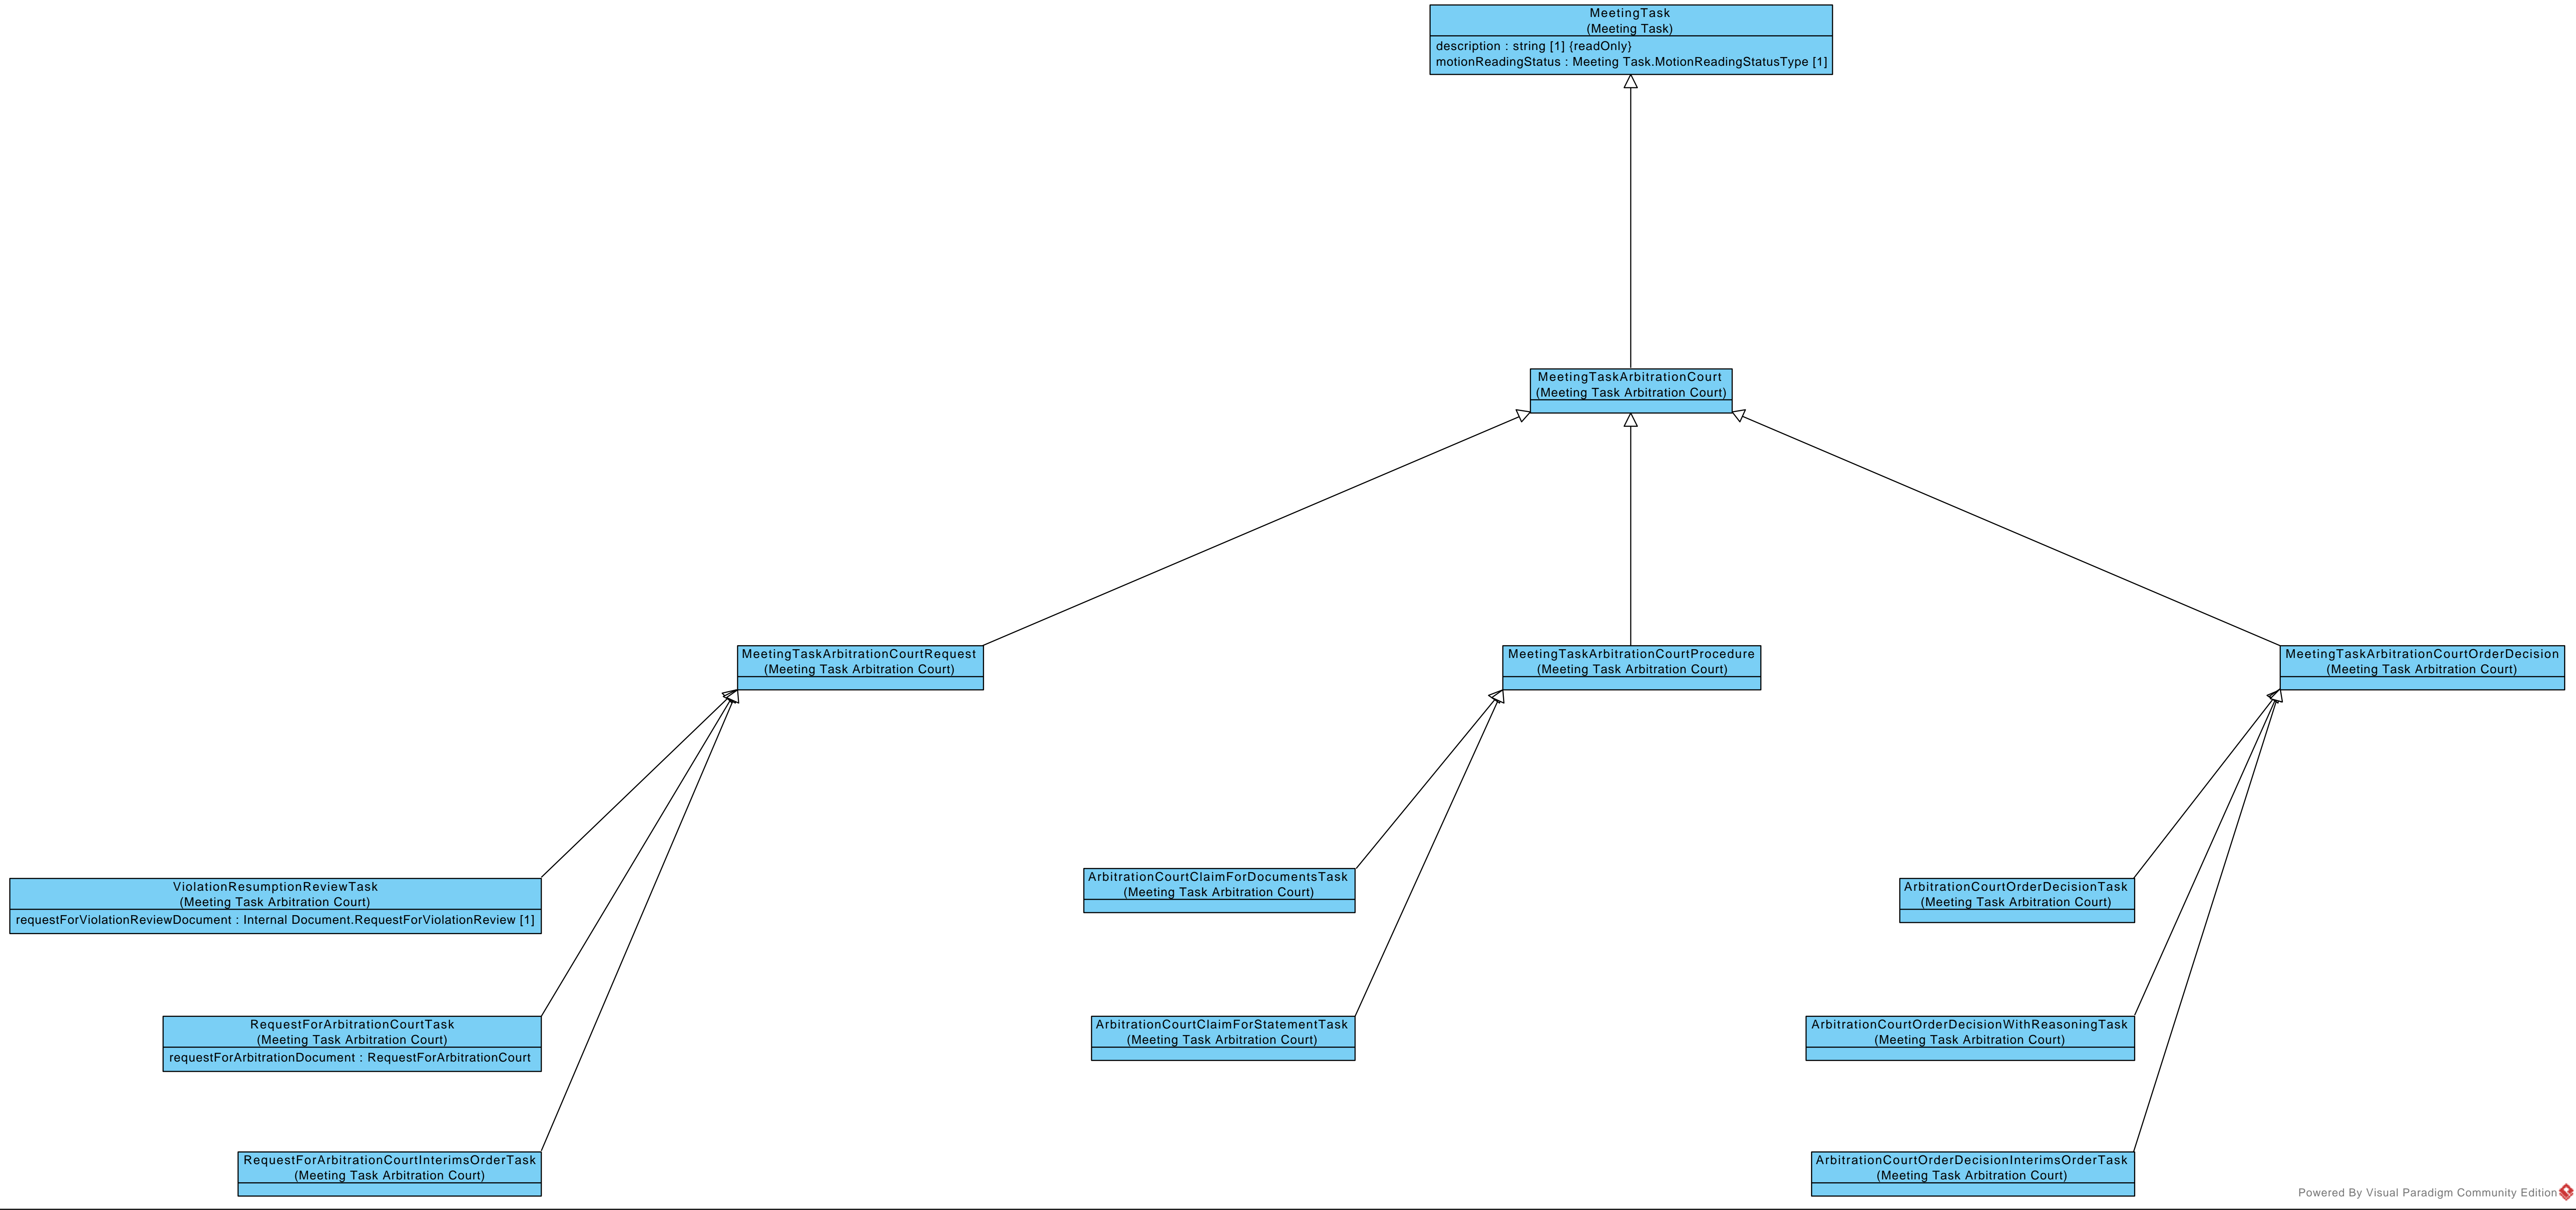 MeetingTask
(Meeting Task)
description : string [1] {readOnly}
motionReadingStatus : Meeting Task.MotionReadingStatusType [1]
MeetingTaskArbitrationCourt
(Meeting Task Arbitration Court)
MeetingTaskArbitrationCourtRequest
(Meeting Task Arbitration Court)
MeetingTaskArbitrationCourtProcedure
(Meeting Task Arbitration Court)
MeetingTaskArbitrationCourtOrderDecision
(Meeting Task Arbitration Court)
ViolationResumptionReviewTask
(Meeting Task Arbitration Court)
requestForViolationReviewDocument : Internal Document.RequestForViolationReview [1]
ArbitrationCourtClaimForDocumentsTask
(Meeting Task Arbitration Court)
ArbitrationCourtOrderDecisionTask
(Meeting Task Arbitration Court)
RequestForArbitrationCourtTask
(Meeting Task Arbitration Court)
requestForArbitrationDocument : RequestForArbitrationCourt
ArbitrationCourtClaimForStatementTask
(Meeting Task Arbitration Court)
ArbitrationCourtOrderDecisionWithReasoningTask
(Meeting Task Arbitration Court)
RequestForArbitrationCourtInterimsOrderTask
(Meeting Task Arbitration Court)
ArbitrationCourtOrderDecisionInterimsOrderTask
(Meeting Task Arbitration Court)
Powered By Visual Paradigm Community Edition